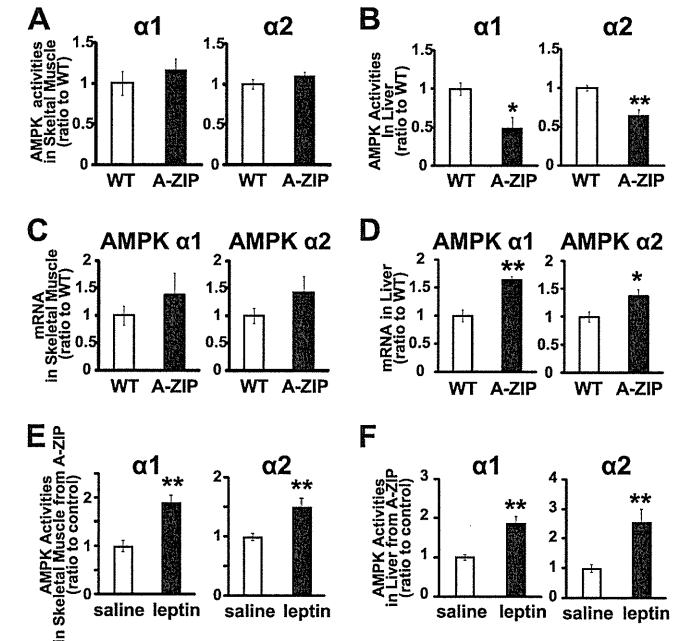 A
α1
α2
AMPK activities
in Skeltal Muscle
(ratio to WT)
1.5
1
0.5
0
WT A-ZIP
1.5
1
0.5
0
WT A-ZIP
B
α1
α2
AMPK Activities
In Liver
(ratio to WT)
1.5
1
0.5
0
*
WT A-ZIP
1.5
1
0.5
0
**
WT A-ZIP
C
AMPK α1
AMPK α2
mRNA
in Skeletal Muscle
(ratio to WT)
2
1.5
1
0.5
0
WT A-ZIP
2
1.5
1
0.5
0
WT A-ZIP
D
AMPK α1
AMPK α2
mRNA in Liver
(ratio to WT)
2
1.5
1
0.5
0
**
WT A-ZIP
2
1.5
1
0.5
0
*
WT A-ZIP
E
α1
α2
AMPK Activities
in Skeletal Muscle from A-ZIP
(ratio to control)
2
1
0
**
saline leptin
2
1
0
**
saline leptin
F
α1
α2
AMPK Activities
in Liver from A-ZIP
(ratio to control)
3
2
1
0
**
saline leptin
4
3
2
1
0
**
saline leptin